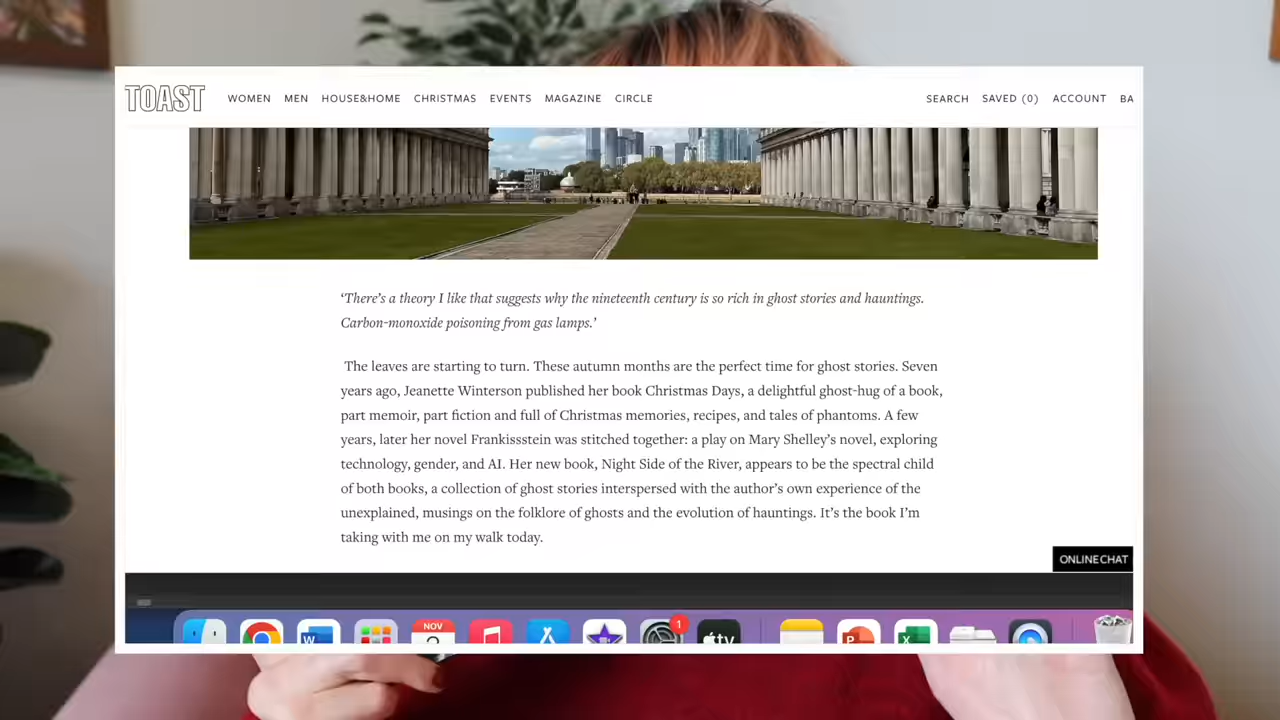 TOAST
WOMEN MEN HOUSE&HOME CHRISTMAS EVENTS MAGAZINE CIRCLE
SEARCH SAVED (0) ACCOUNT BA
‘There’s a theory I like that suggests why the nineteenth century is so rich in ghost stories and hauntings.
Carbon-monoxide poisoning from gas lamps.’
The leaves are starting to turn. These autumn months are the perfect time for ghost stories. Seven
years ago, Jeanette Winterson published her book Christmas Days, a delightful ghost-hug of a book,
part memoir, part fiction and full of Christmas memories, recipes, and tales of phantoms. A few
years, later her novel Frankissstein was stitched together: a play on Mary Shelley’s novel, exploring
technology, gender, and AI. Her new book, Night Side of the River, appears to be the spectral child
of both books, a collection of ghost stories interspersed with the author’s own experience of the
unexplained, musings on the folklore of ghosts and the evolution of hauntings. It’s the book I’m
taking with me on my walk today.
ONLINE CHAT
NOV
1
W
tv
P
X